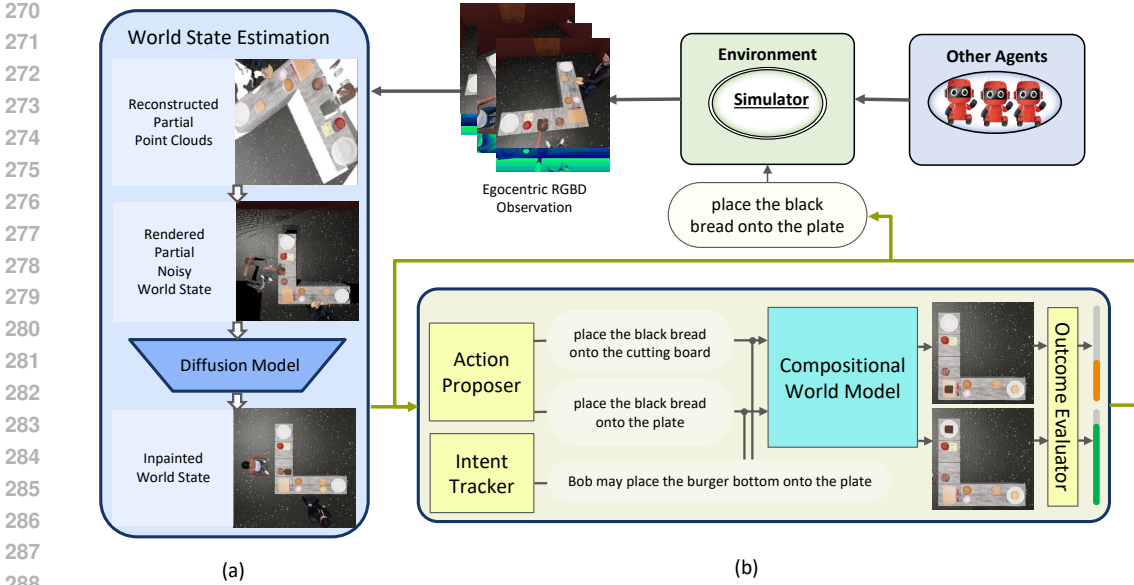 270
271
272
273
274
275
276
277
278
279
280
281
282
283
284
285
286
287
288
World State Estimation
Reconstructed
Partial
Point Clouds
Rendered
Partial
Noisy
World State
Diffusion Model
Inpainted
World State
(a)
Egocentric RGBD
Observation
Environment
Simulator
Other Agents
place the black
bread onto the plate
Action
Proposer
Intent
Tracker
place the black bread
onto the cutting board
place the black bread
onto the plate
Bob may place the burger bottom onto the plate
Compositional
World Model
Outcome Evaluator
(b)